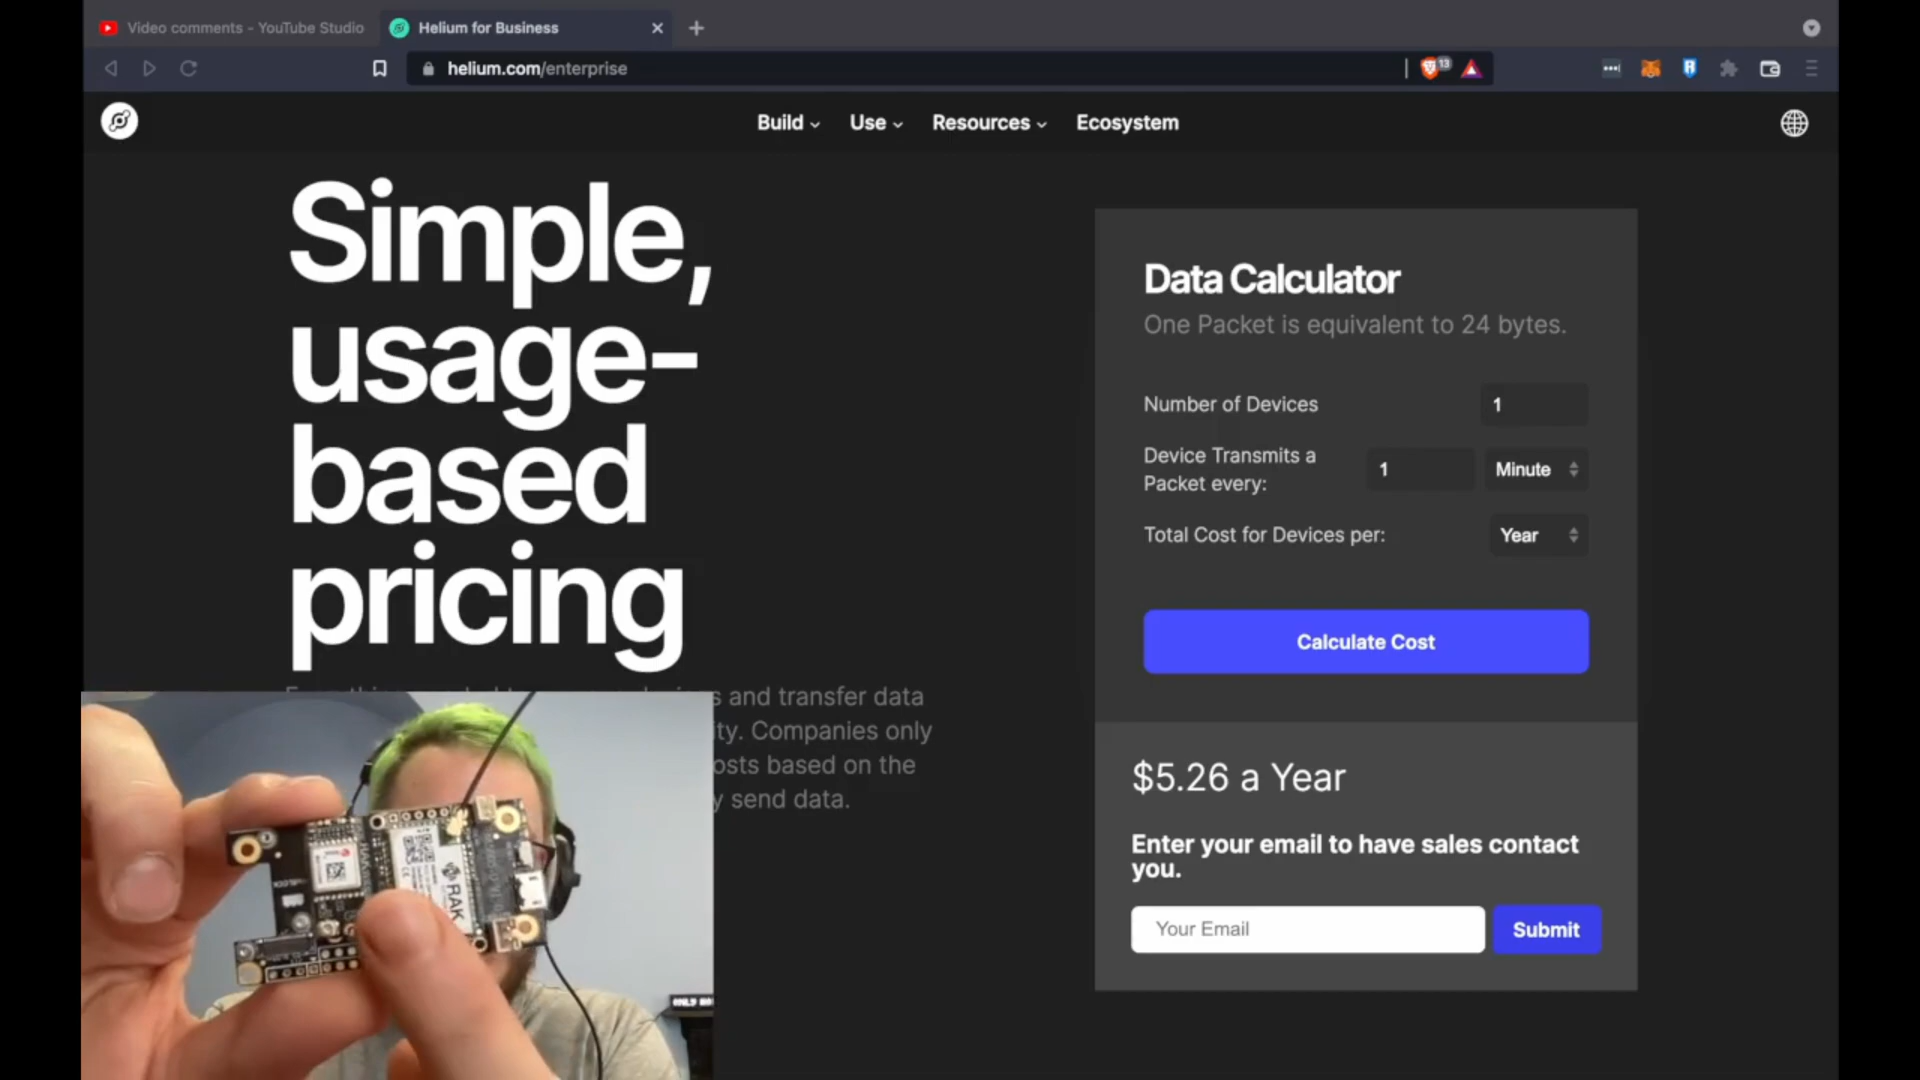 Video comments - YouTube Studio
Helium for Business
helium.com/enterprise
13
Build
Use
Resources
Ecosystem
Simple,
usage-
based
pricing
and transfer data
ity. Companies only
osts based on the
y send data.
Data Calculator
One Packet is equivalent to 24 bytes.
Number of Devices
1
Device Transmits a
Packet every:
1
Minute
Total Cost for Devices per:
Year
Calculate Cost
$5.26 a Year
Enter your email to have sales contact
you.
Your Email
Submit
RAK